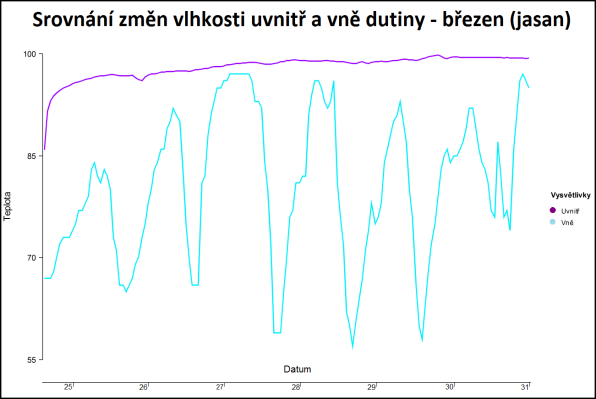 Srovnání změn vlhkosti uvnitř a vně dutiny - březen (jasan)
100
85
70
55
Teplota
Vysvětlivky
Uvnitř
Vně
Datum
25 26 27 28 29 30 31